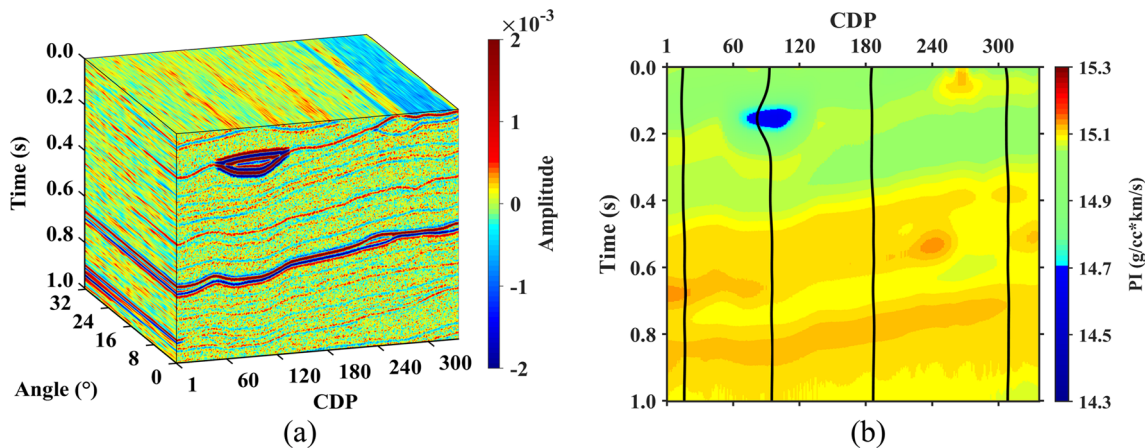 ×10⁻³
2
1
0
-1
-2
Amplitude
0.0
0.2
0.4
0.6
0.8
1.0
Time (s)
32
24
16
8
0
Angle (°)
1 60 120 180 240 300
CDP
(a)
CDP
1 60 120 180 240 300
0.0
0.2
0.4
0.6
0.8
1.0
Time (s)
15.3
15.1
14.9
14.7
14.5
14.3
PI (g/cc*km/s)
(b)